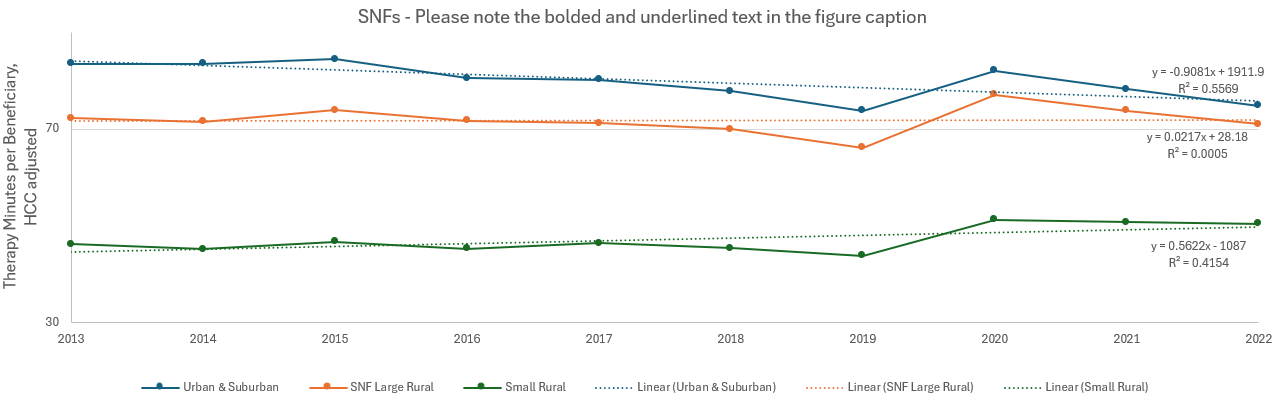 SNFs - Please note the bolded and underlined text in the figure caption
Therapy Minutes per Beneficiary,
HCC adjusted
70
30
y = -0.9081x + 1911.9
R² = 0.5569
y = 0.0217x + 28.18
R² = 0.0005
y = 0.5622x - 1087
R² = 0.4154
2013 2014 2015 2016 2017 2018 2019 2020 2021 2022
Urban & Suburban SNF Large Rural Small Rural Linear (Urban & Suburban) Linear (SNF Large Rural) Linear (Small Rural)